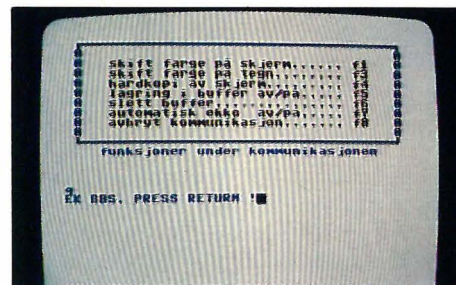 skift farge på skjerm...... f1
skift farge på tegn........ f3
hardkopi av skjerm......... f4
lagring i buffer av/på..... f5
slett buffer............... f6
automatisk ekko av/på...... f7
avbryt kommunikasjon....... f8
funksjoner under kommunikasjonen
EX BBS. PRESS RETURN !